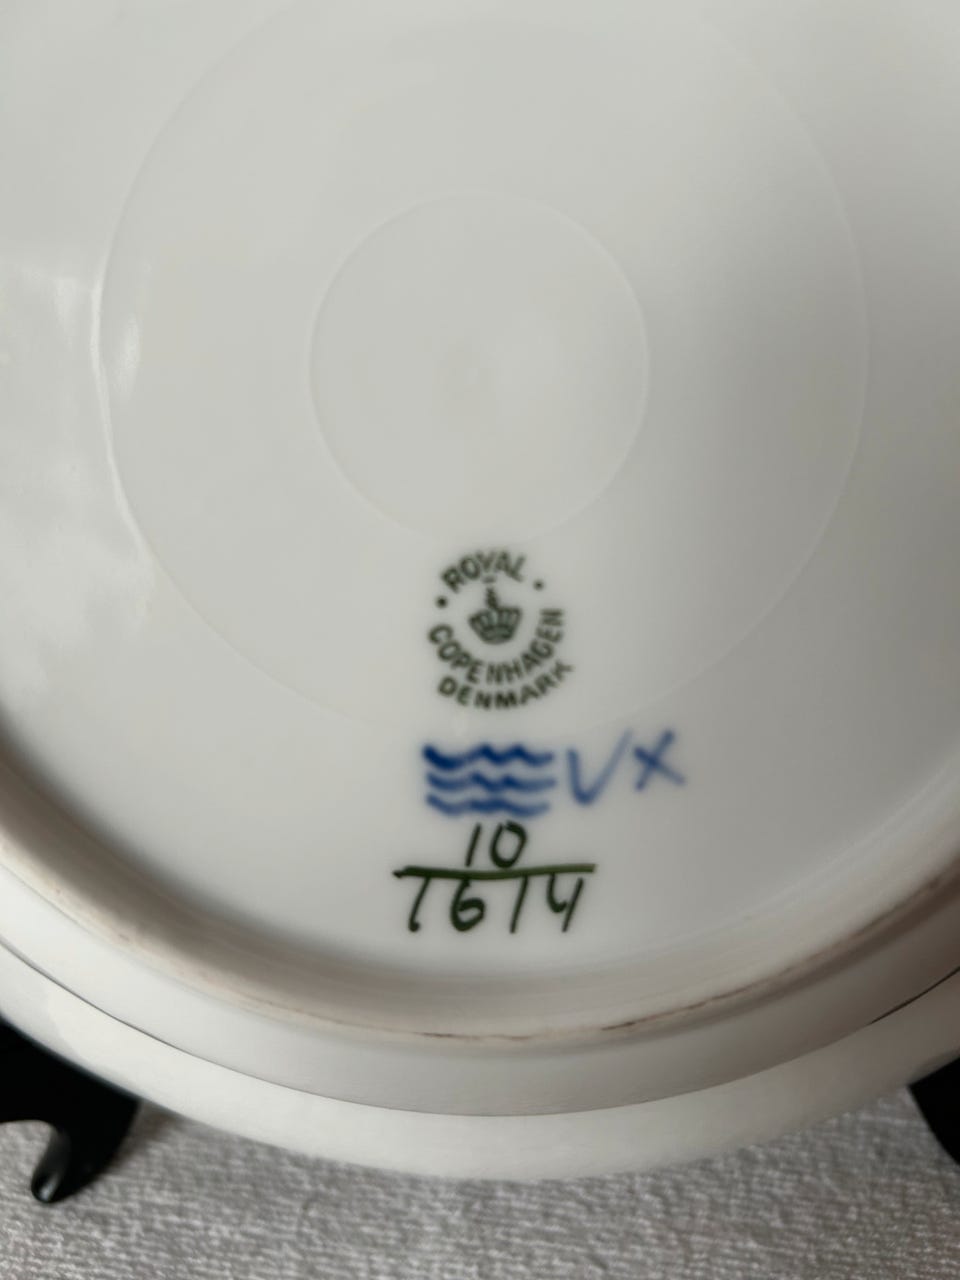 ROYAL
COPENHAGEN
DENMARK
VX
10
1614